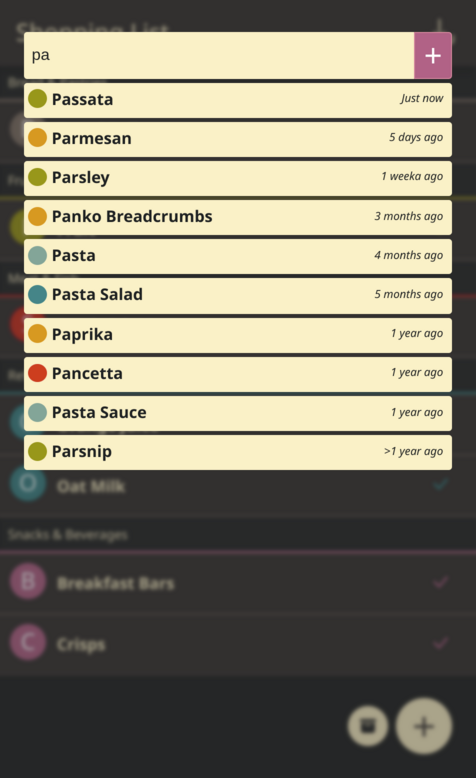 Shopping List
pa
+
Passata Just now
Parmesan 5 days ago
Parsley 1 weeka ago
Panko Breadcrumbs 3 months ago
Pasta 4 months ago
Pasta Salad 5 months ago
Paprika 1 year ago
Pancetta 1 year ago
Pasta Sauce 1 year ago
Parsnip >1 year ago
O Oat Milk
Snacks & Beverages
B Breakfast Bars
C Crisps
+